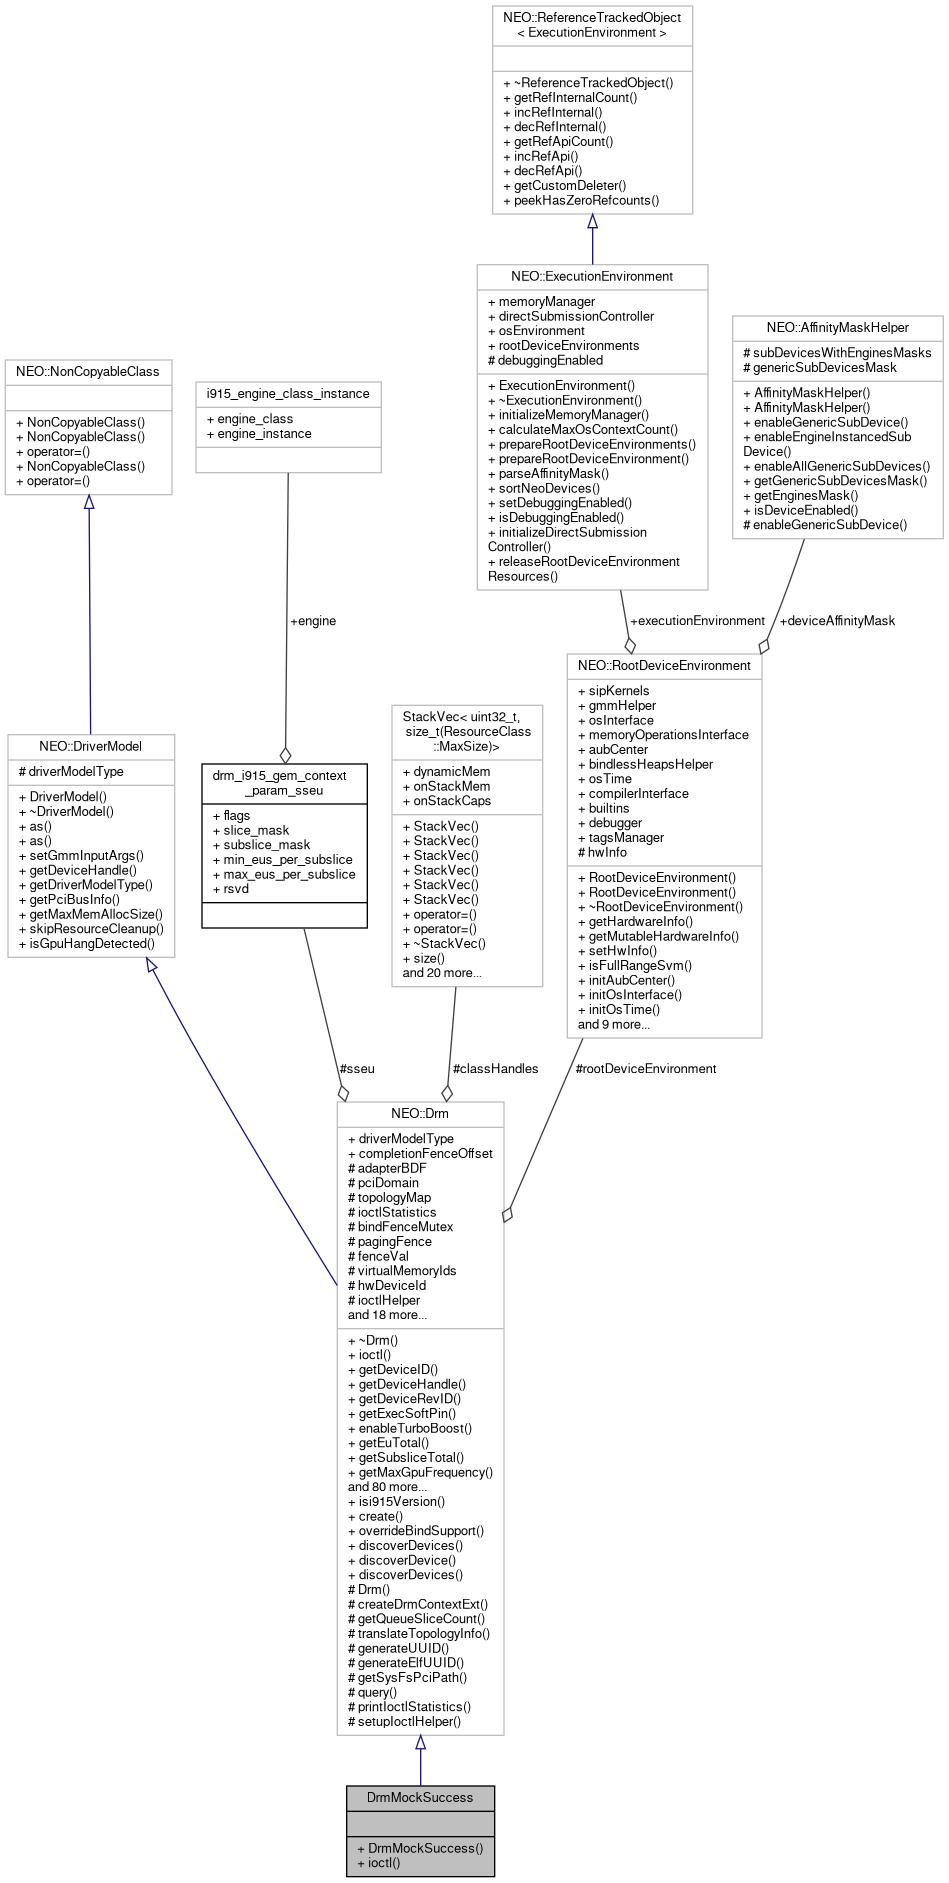 NEO::ReferenceTrackedObject
< ExecutionEnvironment >
+ ~ReferenceTrackedObject()
+ getRefInternalCount()
+ incRefInternal()
+ decRefInternal()
+ getRefApiCount()
+ incRefApi()
+ decRefApi()
+ getCustomDeleter()
+ peekHasZeroRefcounts()
NEO::ExecutionEnvironment
+ memoryManager
+ directSubmissionController
+ osEnvironment
+ rootDeviceEnvironments
# debuggingEnabled
+ ExecutionEnvironment()
+ ~ExecutionEnvironment()
+ initializeMemoryManager()
+ calculateMaxOsContextCount()
+ prepareRootDeviceEnvironments()
+ prepareRootDeviceEnvironment()
+ parseAffinityMask()
+ sortNeoDevices()
+ setDebuggingEnabled()
+ isDebuggingEnabled()
+ initializeDirectSubmission
Controller()
+ releaseRootDeviceEnvironment
Resources()
NEO::AffinityMaskHelper
# subDevicesWithEnginesMasks
# genericSubDevicesMask
+ AffinityMaskHelper()
+ AffinityMaskHelper()
+ enableGenericSubDevice()
+ enableEngineInstancedSub
Device()
+ enableAllGenericSubDevices()
+ getGenericSubDevicesMask()
+ getEnginesMask()
+ isDeviceEnabled()
# enableGenericSubDevice()
NEO::NonCopyableClass
+ NonCopyableClass()
+ NonCopyableClass()
+ operator=()
+ NonCopyableClass()
+ operator=()
i915_engine_class_instance
+ engine_class
+ engine_instance
+engine
+executionEnvironment
+deviceAffinityMask
NEO::DriverModel
# driverModelType
+ DriverModel()
+ ~DriverModel()
+ as()
+ as()
+ setGmmInputArgs()
+ getDeviceHandle()
+ getDriverModelType()
+ getPciBusInfo()
+ getMaxMemAllocSize()
+ skipResourceCleanup()
+ isGpuHangDetected()
drm_i915_gem_context
_param_sseu
+ flags
+ slice_mask
+ subslice_mask
+ min_eus_per_subslice
+ max_eus_per_subslice
+ rsvd
StackVec< uint32_t,
size_t(ResourceClass
::MaxSize)>
+ dynamicMem
+ onStackMem
+ onStackCaps
+ StackVec()
+ StackVec()
+ StackVec()
+ StackVec()
+ StackVec()
+ StackVec()
+ operator=()
+ operator=()
+ ~StackVec()
+ size()
and 20 more...
NEO::RootDeviceEnvironment
+ sipKernels
+ gmmHelper
+ osInterface
+ memoryOperationsInterface
+ aubCenter
+ bindlessHeapsHelper
+ osTime
+ compilerInterface
+ builtins
+ debugger
+ tagsManager
# hwInfo
+ RootDeviceEnvironment()
+ RootDeviceEnvironment()
+ ~RootDeviceEnvironment()
+ getHardwareInfo()
+ getMutableHardwareInfo()
+ setHwInfo()
+ isFullRangeSvm()
+ initAubCenter()
+ initOsInterface()
+ initOsTime()
and 9 more...
#sseu
#classHandles
#rootDeviceEnvironment
NEO::Drm
+ driverModelType
+ completionFenceOffset
# adapterBDF
# pciDomain
# topologyMap
# ioctlStatistics
# bindFenceMutex
# pagingFence
# fenceVal
# virtualMemoryIds
# hwDeviceId
# ioctlHelper
and 18 more...
+ ~Drm()
+ ioctl()
+ getDeviceID()
+ getDeviceHandle()
+ getDeviceRevID()
+ getExecSoftPin()
+ enableTurboBoost()
+ getEuTotal()
+ getSubsliceTotal()
+ getMaxGpuFrequency()
and 80 more...
+ isi915Version()
+ create()
+ overrideBindSupport()
+ discoverDevices()
+ discoverDevice()
+ discoverDevices()
# Drm()
# createDrmContextExt()
# getQueueSliceCount()
# translateTopologyInfo()
# generateUUID()
# generateElfUUID()
# getSysFsPciPath()
# query()
# printIoctlStatistics()
# setupIoctlHelper()
DrmMockSuccess
+ DrmMockSuccess()
+ ioctl()